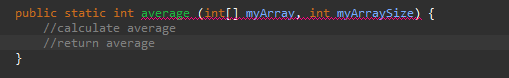 public static int average (int[] myArray, int myArraySize) {
//calculate average
//return average
}